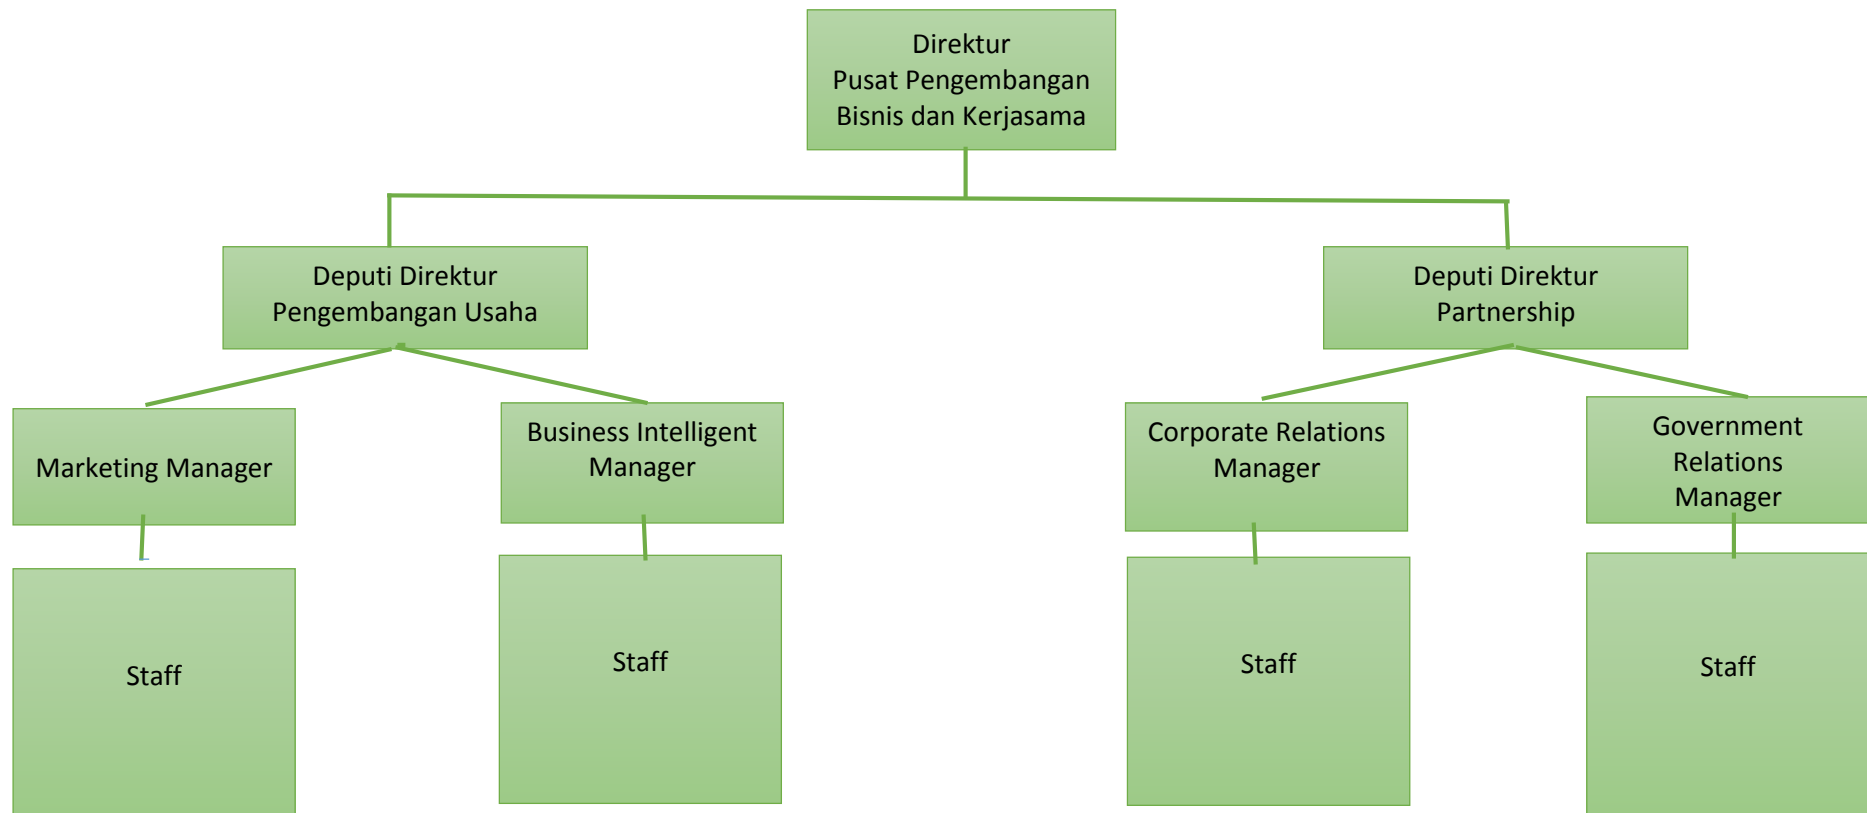 Direktur
Pusat Pengembangan
Bisnis dan Kerjasama
Deputi Direktur
Pengembangan Usaha
Deputi Direktur
Partnership
Marketing Manager
Business Intelligent
Manager
Corporate Relations
Manager
Government
Relations
Manager
Staff
Staff
Staff
Staff